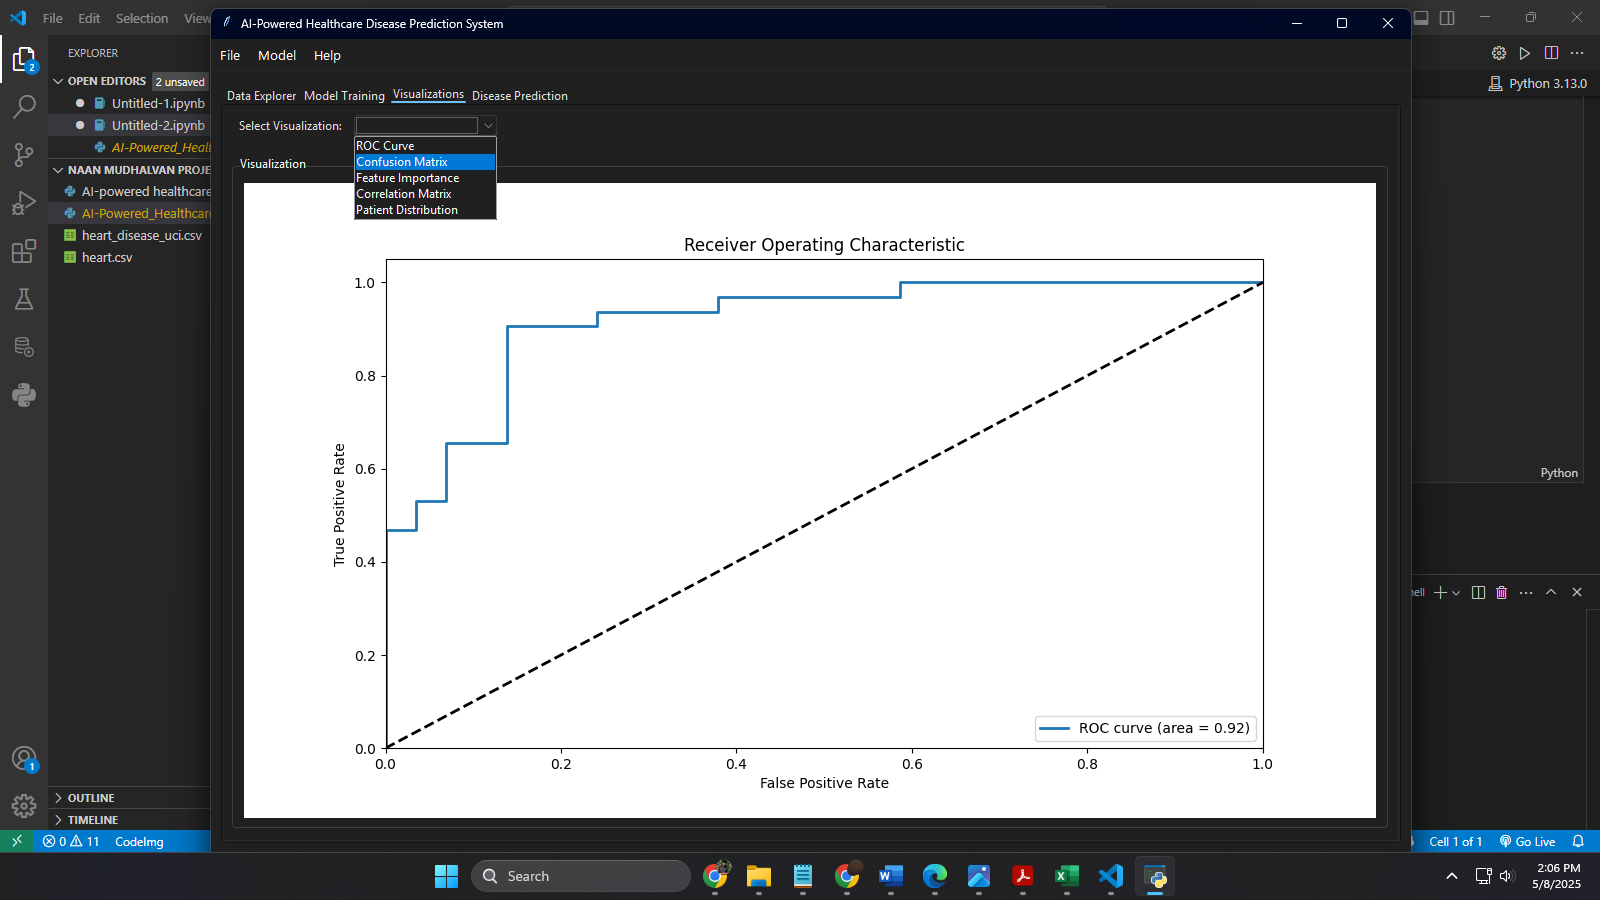 File Edit Selection View
AI-Powered Healthcare Disease Prediction System
File Model Help
EXPLORER
OPEN EDITORS 2 unsaved
Untitled-1.ipynb
Untitled-2.ipynb
AI-Powered_Healt
NAAN MUDHALVAN PROJE
AI-powered healthcare
AI-Powered_Healthcar
heart_disease_uci.csv
heart.csv
OUTLINE
TIMELINE
2
1
Data Explorer Model Training Visualizations Disease Prediction
Select Visualization:
ROC Curve
Confusion Matrix
Feature Importance
Correlation Matrix
Patient Distribution
Visualization
Receiver Operating Characteristic
1.0
0.8
0.6
0.4
0.2
0.0
True Positive Rate
ROC curve (area = 0.92)
0.0 0.2 0.4 0.6 0.8 1.0
False Positive Rate
Python 3.13.0
Python
ell
0 11 CodeImg
Cell 1 of 1 Go Live
Search
2:06 PM
5/8/2025